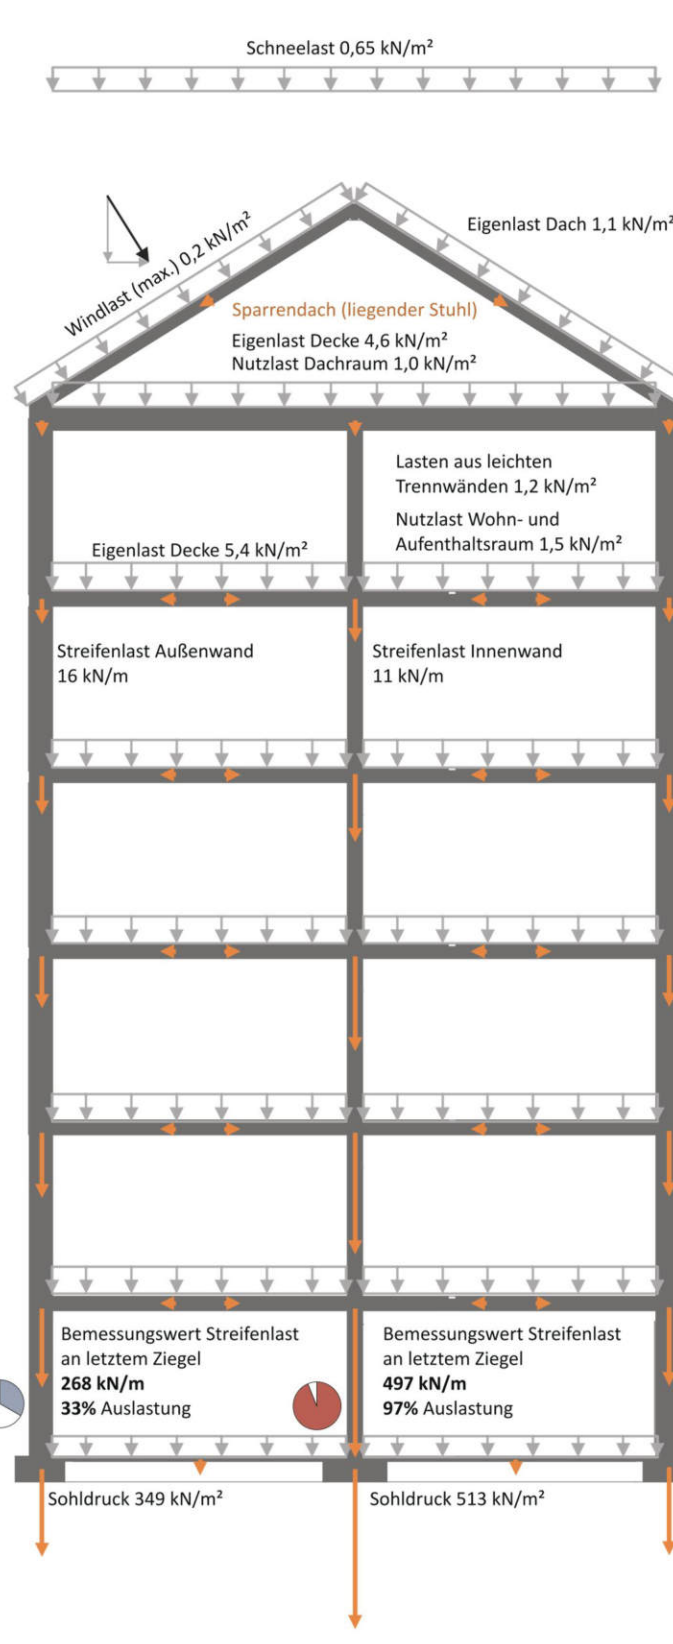 Schneelast 0,65 kN/m²
Eigenlast Dach 1,1 kN/m²
Windlast (max.) 0,2 kN/m²
Sparrendach (liegender Stuhl)
Eigenlast Decke 4,6 kN/m²
Nutzlast Dachraum 1,0 kN/m²
Lasten aus leichten
Trennwänden 1,2 kN/m²
Nutzlast Wohn- und
Aufenthaltsraum 1,5 kN/m²
Eigenlast Decke 5,4 kN/m²
Streifenlast Außenwand
16 kN/m
Streifenlast Innenwand
11 kN/m
Bemessungswert Streifenlast
an letztem Ziegel
268 kN/m
33% Auslastung
Bemessungswert Streifenlast
an letztem Ziegel
497 kN/m
97% Auslastung
Sohldruck 349 kN/m²
Sohldruck 513 kN/m²